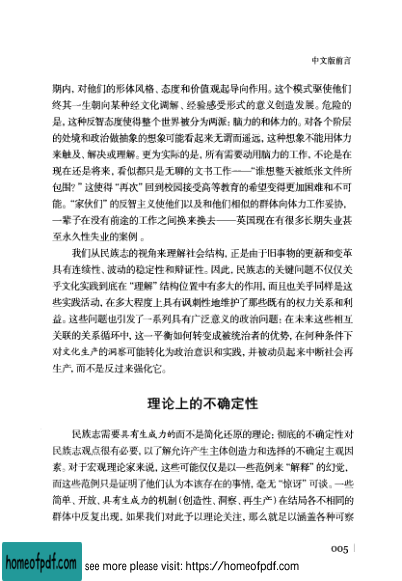 中文版前言
期内，对他们的形体风格、态度和价值观起导向作用。这个模式驱使他们
终其一生朝向某种经文化调解、经验感受形式的意义创造发展。危险的
是，这种反智态度使得整个世界被分为两派：脑力的和体力的。对各个阶层
的处境和政治做抽象的想象可能看起来无谓而遥远，这种想象不能用体力
来触及、解决或理解。更为实际的是，所有需要动用脑力的工作，不论是在
现在还是将来，看似都只是无聊的文书工作——“谁想整天被纸张文件所
包围？”这使得“再次”回到校园接受高等教育的希望变得更加困难和不可
能。“家伙们”的反智主义使他们以及和他们相似的群体向体力工作妥协，
一辈子在没有前途的工作之间换来换去——英国现在有很多长期失业甚
至永久性失业的案例。
我们从民族志的视角来理解社会结构，正是由于旧事物的更新和变革
具有连续性、波动的稳定性和辩证性。因此，民族志的关键问题不仅仅关
乎文化实践到底在“理解”结构位置中有多大的作用，而且也关乎同样是这
些实践活动，在多大程度上具有讽刺性地维护了那些既有的权力关系和利
益。这些问题也引发了一系列具有广泛意义的政治问题：在未来这些相互
关联的关系循环中，这一平衡如何转变成被统治者的优势，在何种条件下
对文化生产的洞察可能转化为政治意识和实践，并被动员起来中断社会再
生产，而不是反过来强化它。
理论上的不确定性
民族志需要具有生成力的而不是简化还原的理论；彻底的不确定性对
民族志观点很有必要，以了解允许产生主体创造力和选择的不确定主观因
素。对于宏观理论家来说，这些可能仅仅是以一些范例来“解释”的幻觉，
而这些范例只是证明了他们认为本该存在的事情，毫无“惊讶”可谈。一些
简单、开放、具有生成力的机制（创造性、洞察、再生产）在结局各不相同的
群体中反复出现，如果我们对此予以理论关注，那么就足以涵盖各种可察
005
homeofpdf.com
see more please visit: https://homeofpdf.com